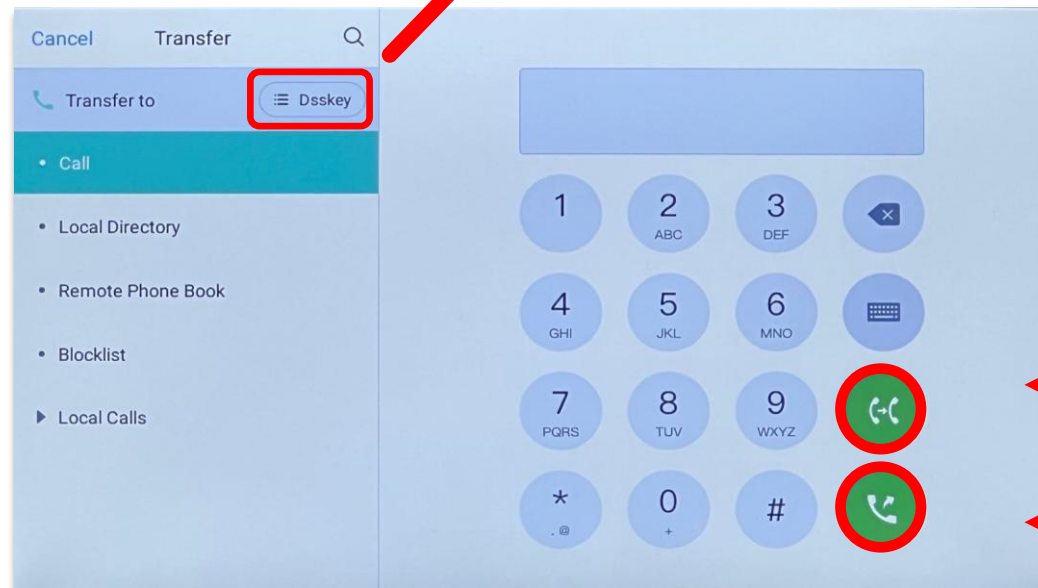 Cancel Transfer
Transfer to Dsskey
Call
Local Directory
Remote Phone Book
Blocklist
Local Calls
1 2 3
ABC DEF
4 5 6
GHI JKL MNO
7 8 9
PQRS TUV WXYZ
* 0 #
. @ +